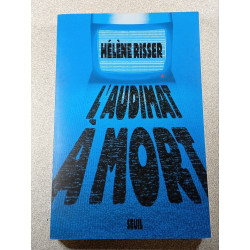 HÉLÈNE RISSER
L'AUDIMAT
À MORT
SEUIL